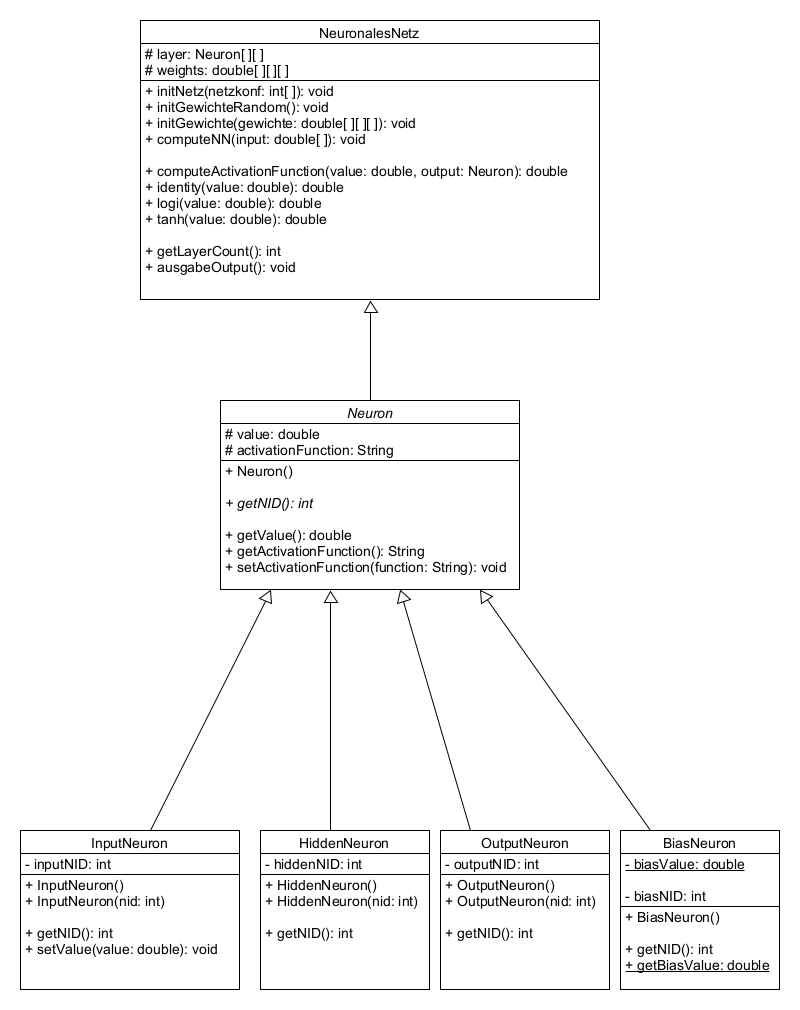 NeuronalesNetz
# layer: Neuron[ ][ ]
# weights: double[ ][ ][ ]
+ initNetz(netzkonf: int[ ]): void
+ initGewichteRandom(): void
+ initGewichte(gewichte: double[ ][ ][ ]): void
+ computeNN(input: double[ ]): void
+ computeActivationFunction(value: double, output: Neuron): double
+ identity(value: double): double
+ logi(value: double): double
+ tanh(value: double): double
+ getLayerCount(): int
+ ausgabeOutput(): void
Neuron
# value: double
# activationFunction: String
+ Neuron()
+ getNID(): int
+ getValue(): double
+ getActivationFunction(): String
+ setActivationFunction(function: String): void
InputNeuron
- inputNID: int
+ InputNeuron()
+ InputNeuron(nid: int)
+ getNID(): int
+ setValue(value: double): void
HiddenNeuron
- hiddenNID: int
+ HiddenNeuron()
+ HiddenNeuron(nid: int)
+ getNID(): int
OutputNeuron
- outputNID: int
+ OutputNeuron()
+ OutputNeuron(nid: int)
+ getNID(): int
BiasNeuron
- biasValue: double
- biasNID: int
+ BiasNeuron()
+ getNID(): int
+ getBiasValue: double